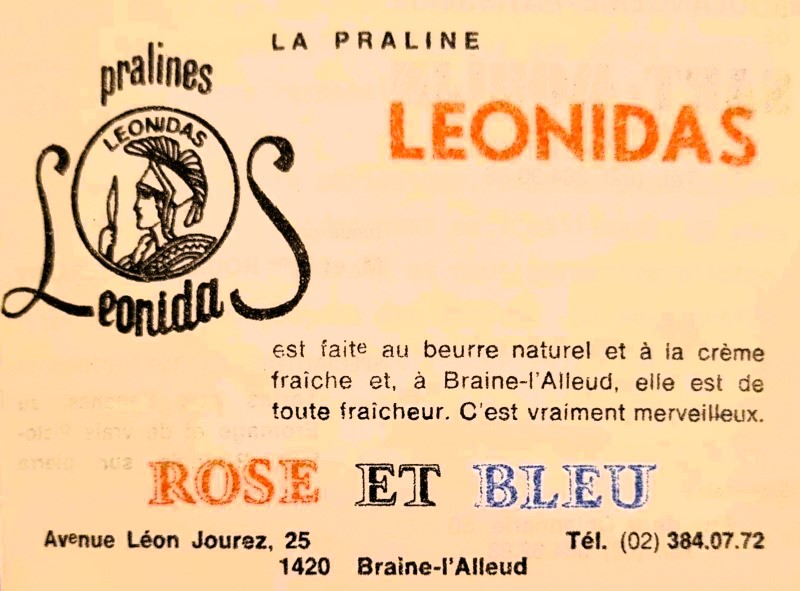 LA PRALINE
pralines
LEONIDAS
LEONIDAS
LeonidaS
est faite au beurre naturel et à la crème
fraîche et, à Braine-l'Alleud, elle est de
toute fraîcheur. C'est vraiment merveilleux.
ROSE ET BLEU
Avenue Léon Jourez, 25 Tél. (02) 384.07.72
1420 Braine-l'Alleud